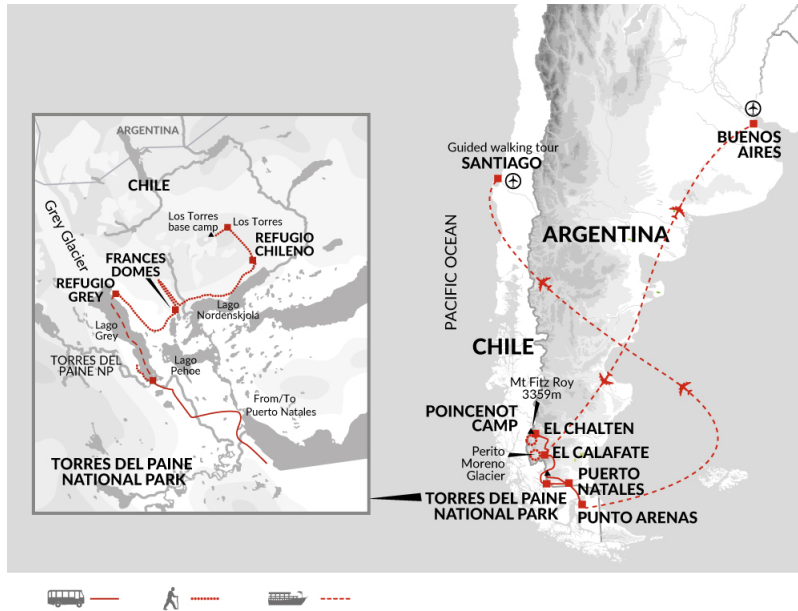 ARGENTINA
CHILE
Grey Glacier
Los Torres
base camp
Los Torres
REFUGIO
CHILENO
FRANCES
DOMES
REFUGIO
GREY
Lago
Nordenskjola
Lago
Grey
Lago
Pehoe
TORRES DEL
PAINE NP
From/To
Puerto Natales
TORRES DEL PAINE
NATIONAL PARK
BUENOS
AIRES
Guided walking tour
SANTIAGO
PACIFIC OCEAN
ARGENTINA
CHILE
Mt Fitz Roy
3359m
POINCENOT
CAMP
EL CHALTEN
Perito
Moreno
Glacier
EL CALAFATE
PUERTO
NATALES
TORRES DEL PAINE
NATIONAL PARK
PUNTO ARENAS